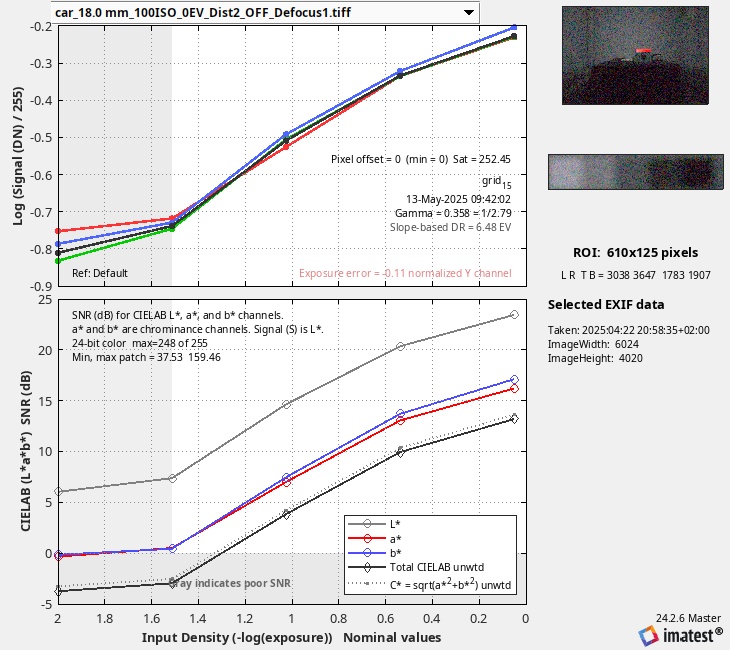 car_18.0 mm_100ISO_0EV_Dist2_OFF_Defocus1.tiff
-0.2
-0.3
-0.4
-0.5
-0.6
-0.7
-0.8
-0.9
Log (Signal (DN) / 255)
Pixel offset = 0 (min = 0) Sat = 252.45
grid15
13-May-2025 09:42:02
Gamma = 0.358 = 1/2.79
Slope-based DR = 6.48 EV
Ref: Default
Exposure error = -0.11 normalized Y channel
ROI: 610x125 pixels
L R T B = 3038 3647 1783 1907
Selected EXIF data
Taken: 2025:04:22 20:58:35+02:00
ImageWidth: 6024
ImageHeight: 4020
25
20
15
10
5
0
-5
CIELAB (L*a*b*) SNR (dB)
SNR (dB) for CIELAB L*, a*, and b* channels.
a* and b* are chrominance channels. Signal (S) is L*.
24-bit color max=248 of 255
Min, max patch = 37.53 159.46
L*
a*
b*
Total CIELAB unwtd
C* = sqrt(a*2+b*2) unwtd
ray indicates poor SNR
2 1.8 1.6 1.4 1.2 1 0.8 0.6 0.4 0.2 0
Input Density (-log(exposure)) Nominal values
24.2.6 Master
imatest®